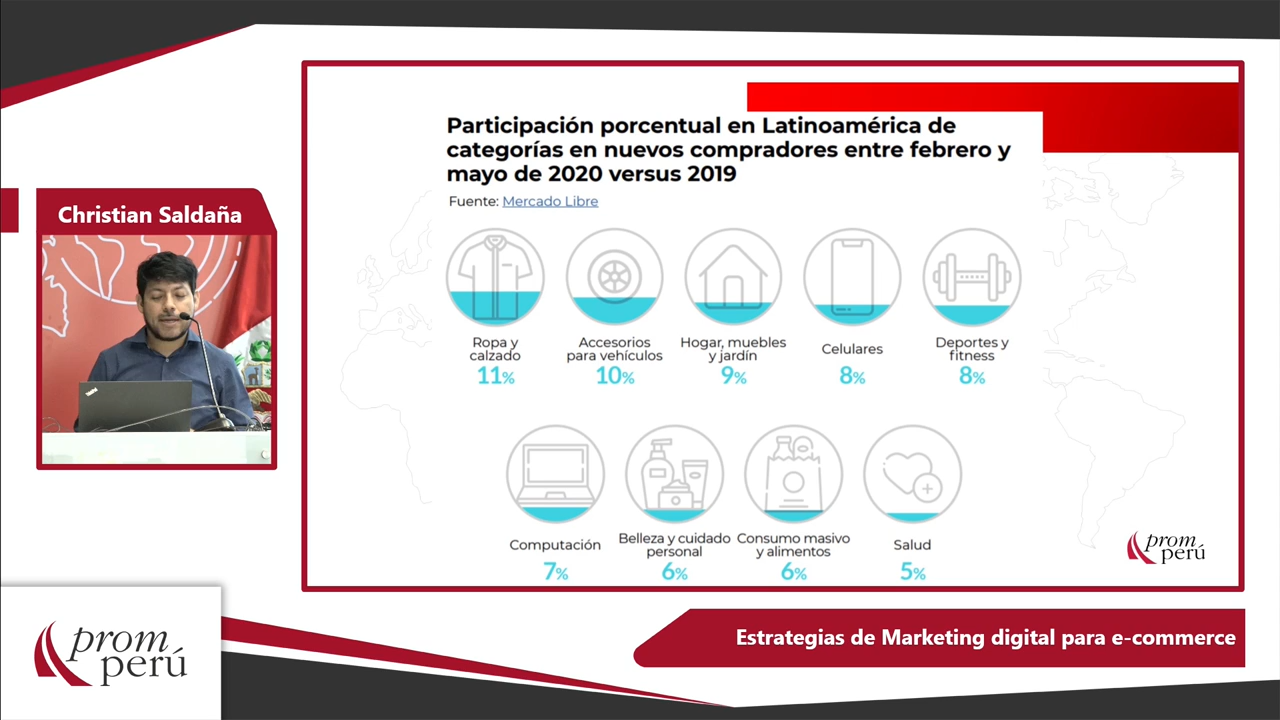 Participación porcentual en Latinoamérica de
categorías en nuevos compradores entre febrero y
mayo de 2020 versus 2019
Fuente: Mercado Libre
Christian Saldaña
ThinkPad
Ropa y
calzado
11%
Accesorios
para vehículos
10%
Hogar, muebles
y jardín
9%
Celulares
8%
Deportes y
fitness
8%
Computación
7%
Belleza y cuidado
personal
6%
Consumo masivo
y alimentos
6%
Salud
5%
prom
perú
Estrategias de Marketing digital para e-commerce
prom
perú